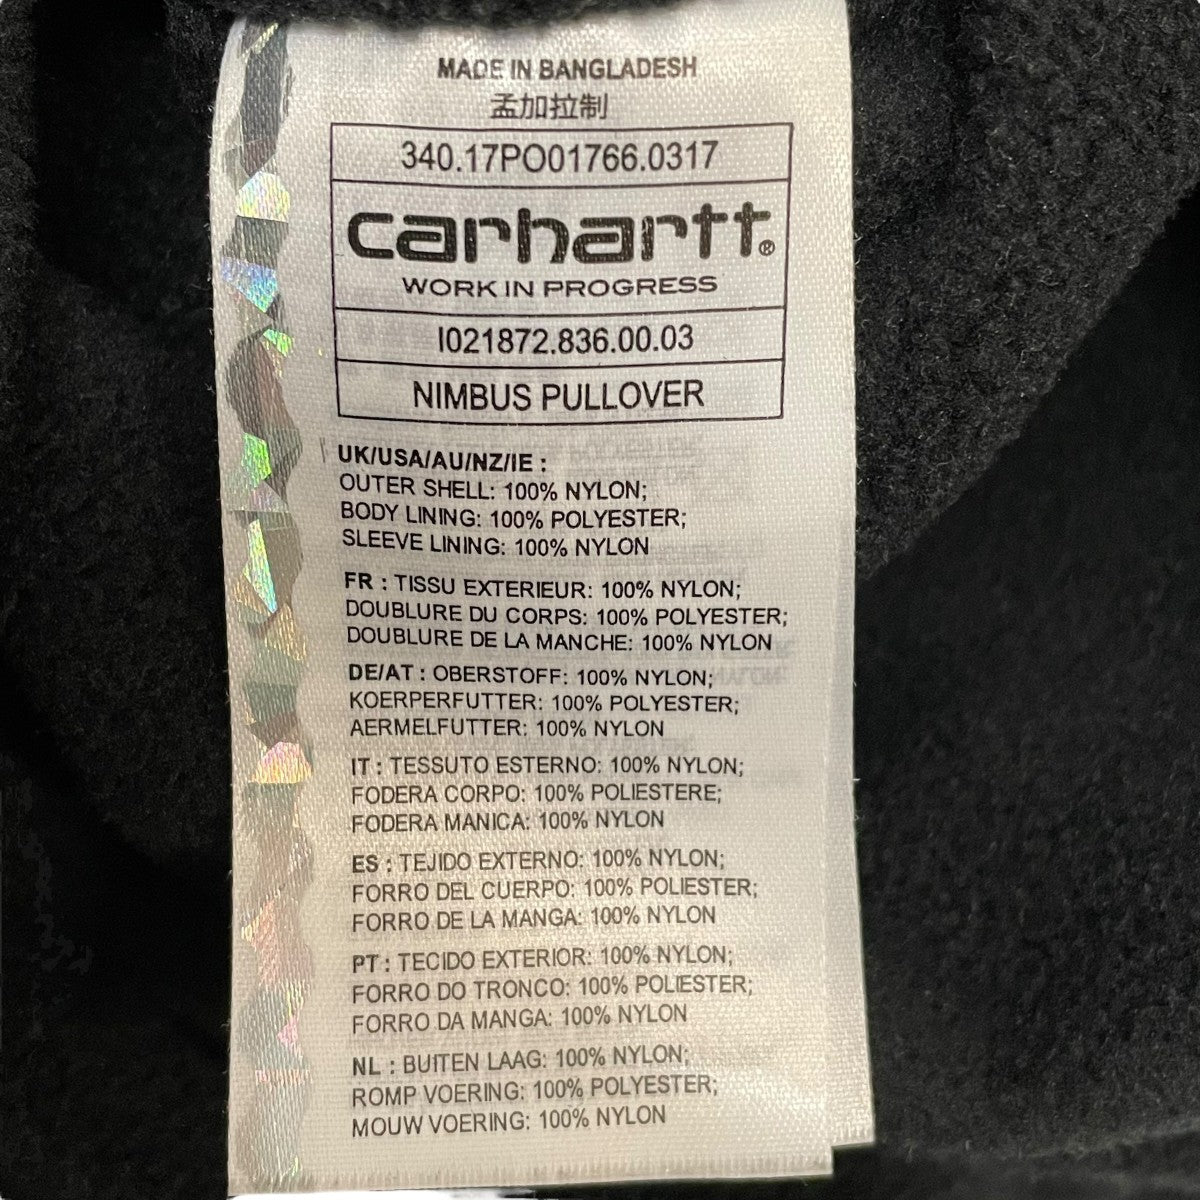 MADE IN BANGLADESH
孟加拉制
340.17PO01766.0317
carhartt®
WORK IN PROGRESS
I021872.836.00.03
NIMBUS PULLOVER
UK/USA/AU/NZ/IE :
OUTER SHELL: 100% NYLON;
BODY LINING: 100% POLYESTER;
SLEEVE LINING: 100% NYLON
FR : TISSU EXTERIEUR: 100% NYLON;
DOUBLURE DU CORPS: 100% POLYESTER;
DOUBLURE DE LA MANCHE: 100% NYLON
DE/AT : OBERSTOFF: 100% NYLON;
KOERPERFUTTER: 100% POLYESTER;
AERMELFUTTER: 100% NYLON
IT : TESSUTO ESTERNO: 100% NYLON;
FODERA CORPO: 100% POLIESTERE;
FODERA MANICA: 100% NYLON
ES : TEJIDO EXTERNO: 100% NYLON;
FORRO DEL CUERPO: 100% POLIESTER;
FORRO DE LA MANGA: 100% NYLON
PT : TECIDO EXTERIOR: 100% NYLON;
FORRO DO TRONCO: 100% POLIESTER;
FORRO DA MANGA: 100% NYLON
NL : BUITEN LAAG: 100% NYLON;
ROMP VOERING: 100% POLYESTER;
MOUW VOERING: 100% NYLON